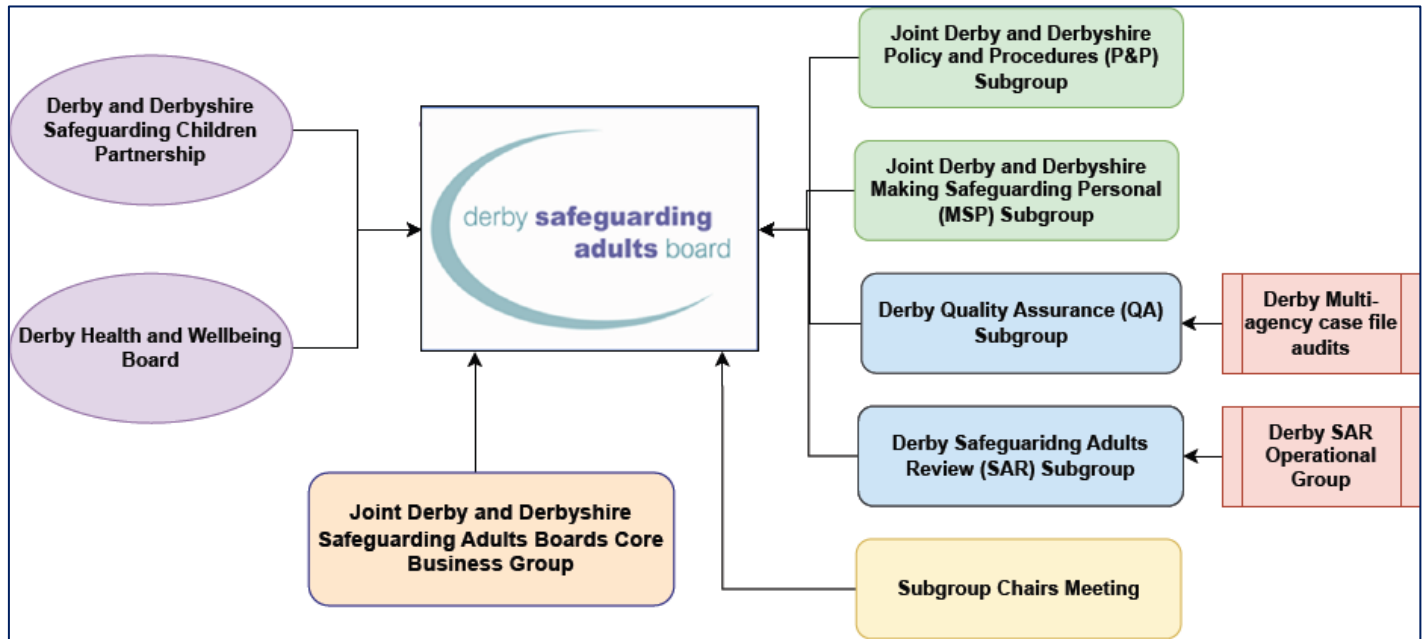 Derby and Derbyshire
Safeguarding Children
Partnership
Derby Health and Wellbeing
Board
derby safeguarding
adults board
Joint Derby and Derbyshire
Safeguarding Adults Boards Core
Business Group
Joint Derby and Derbyshire
Policy and Procedures (P&P)
Subgroup
Joint Derby and Derbyshire
Making Safeguarding Personal
(MSP) Subgroup
Derby Quality Assurance (QA)
Subgroup
Derby Multi-
agency case file
audits
Derby Safeguaridng Adults
Review (SAR) Subgroup
Derby SAR
Operational
Group
Subgroup Chairs Meeting